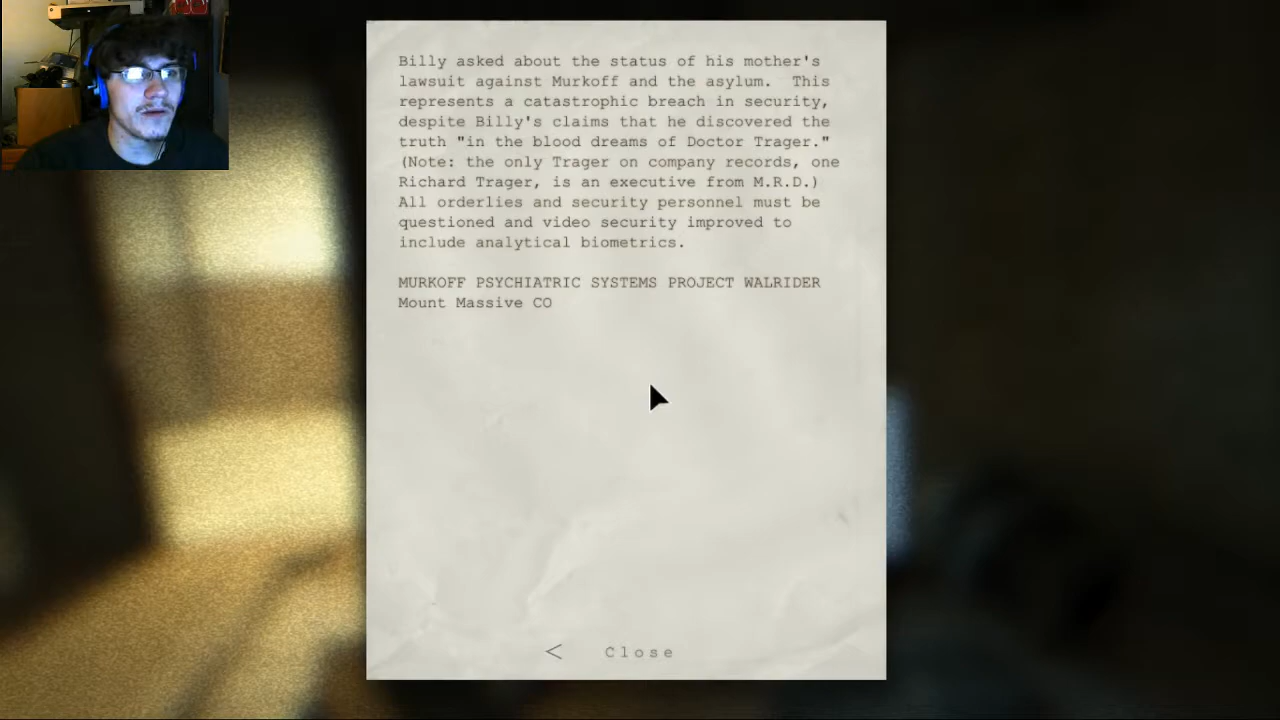 Billy asked about the status of his mother's
lawsuit against Murkoff and the asylum.  This
represents a catastrophic breach in security,
despite Billy's claims that he discovered the
truth "in the blood dreams of Doctor Trager."
(Note: the only Trager on company records, one
Richard Trager, is an executive from M.R.D.)
All orderlies and security personnel must be
questioned and video security improved to
include analytical biometrics.
MURKOFF PSYCHIATRIC SYSTEMS PROJECT WALRIDER
Mount Massive CO
< Close